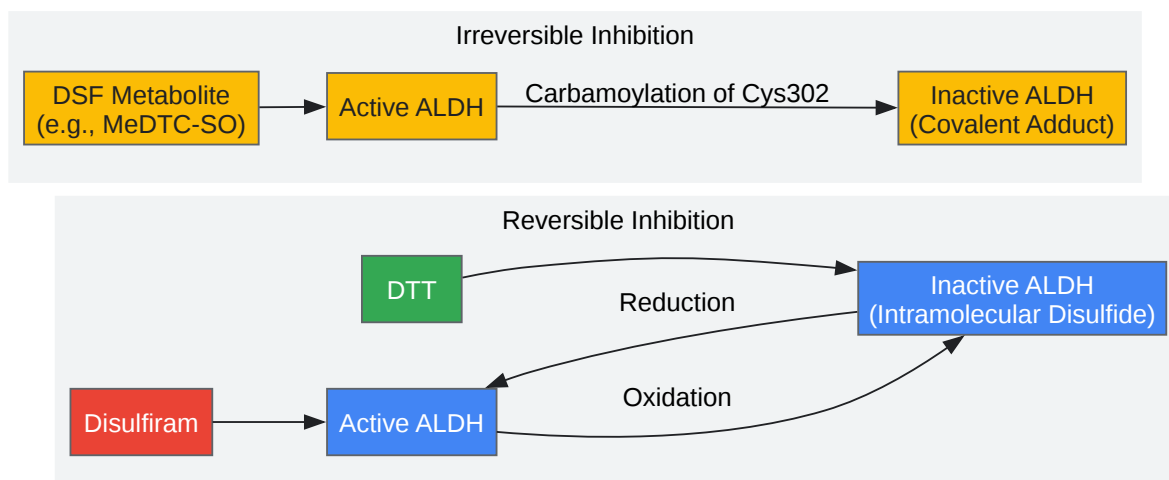 Irreversible Inhibition
DSF Metabolite
(e.g., MeDTC-SO)
Active ALDH
Carbamoylation of Cys302
Inactive ALDH
(Covalent Adduct)
Reversible Inhibition
DTT
Inactive ALDH
(Intramolecular Disulfide)
Reduction
Oxidation
Disulfiram
Active ALDH